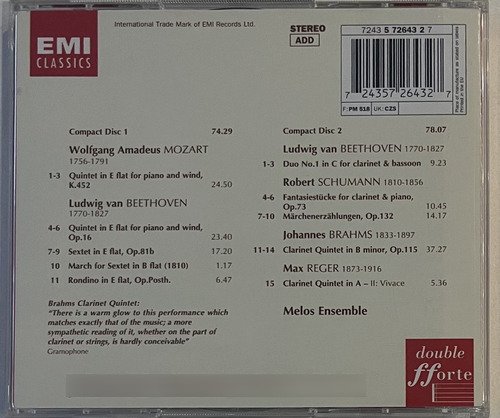 EMI
CLASSICS
International Trade Mark of EMI Records Ltd.
STEREO
ADD
7243 5 72643 2 7
7 24357 26432 7
F: PM 518 UK: CZS
Compact Disc 1 74.29
Wolfgang Amadeus MOZART
1756-1791
1-3 Quintet in E flat for piano and wind,
K.452 24.50
Ludwig van BEETHOVEN
1770-1827
4-6 Quintet in E flat for piano and wind,
Op.16 23.40
7-9 Sextet in E flat, Op.81b 17.20
10 March for Sextet in B flat (1810) 1.17
11 Rondino in E flat, Op.Posth. 6.47
Brahms Clarinet Quintet:
"There is a warm glow to this performance which
matches exactly that of the music; a more
sympathetic reading of it, whether on the part of
clarinet or strings, is hardly conceivable"
Gramophone
Compact Disc 2 78.07
Ludwig van BEETHOVEN 1770-1827
1-3 Duo No.1 in C for clarinet & bassoon 9.23
Robert SCHUMANN 1810-1856
4-6 Fantasiestücke for clarinet & piano,
Op.73 10.45
7-10 Märchenerzählungen, Op.132 14.17
Johannes BRAHMS 1833-1897
11-14 Clarinet Quintet in B minor, Op.115 37.27
Max REGER 1873-1916
15 Clarinet Quintet in A – II: Vivace 5.36
Melos Ensemble
double
fforte